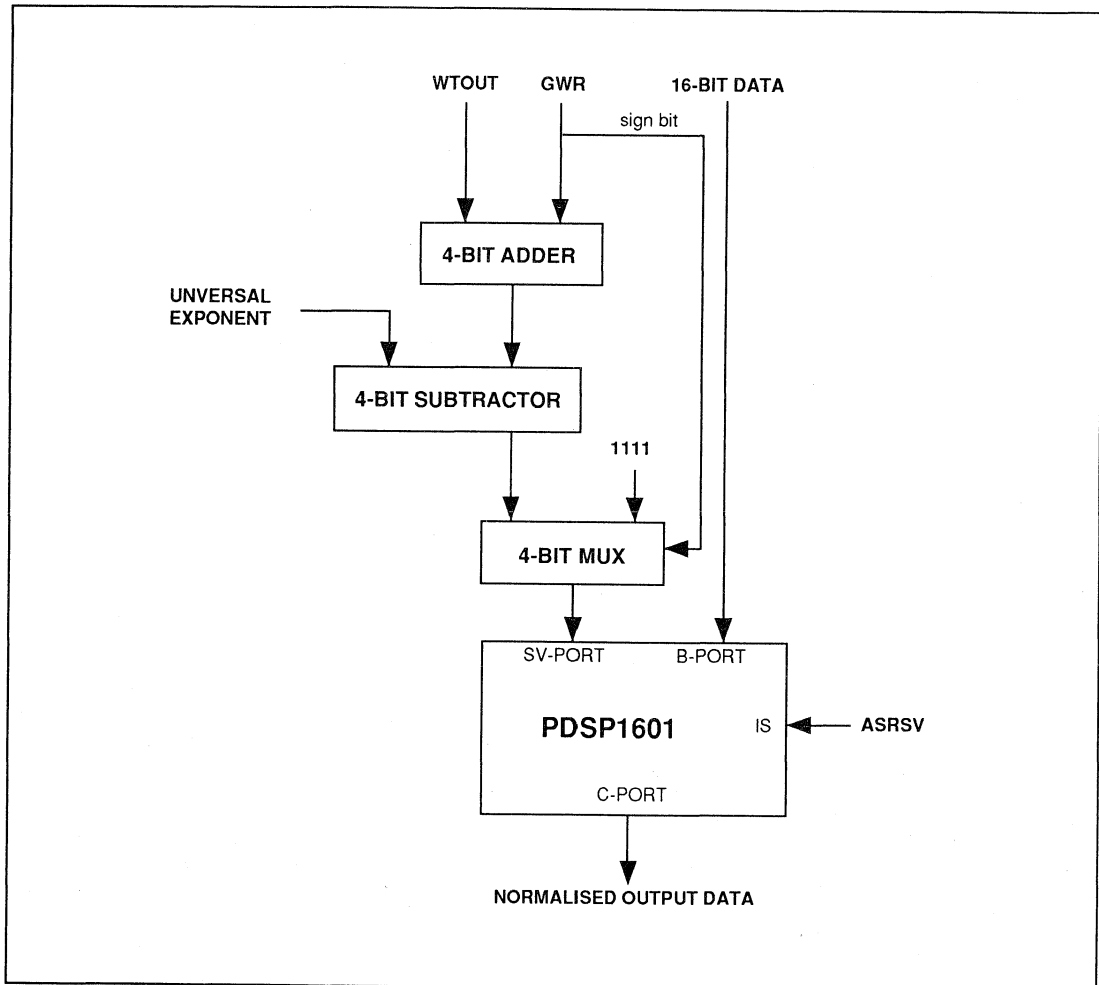 WTOUT GWR 16-BIT DATA
sign bit
4-BIT ADDER
UNVERSAL
EXPONENT
4-BIT SUBTRACTOR
1111
4-BIT MUX
SV-PORT B-PORT
PDSP1601 IS ASRSV
C-PORT
NORMALISED OUTPUT DATA